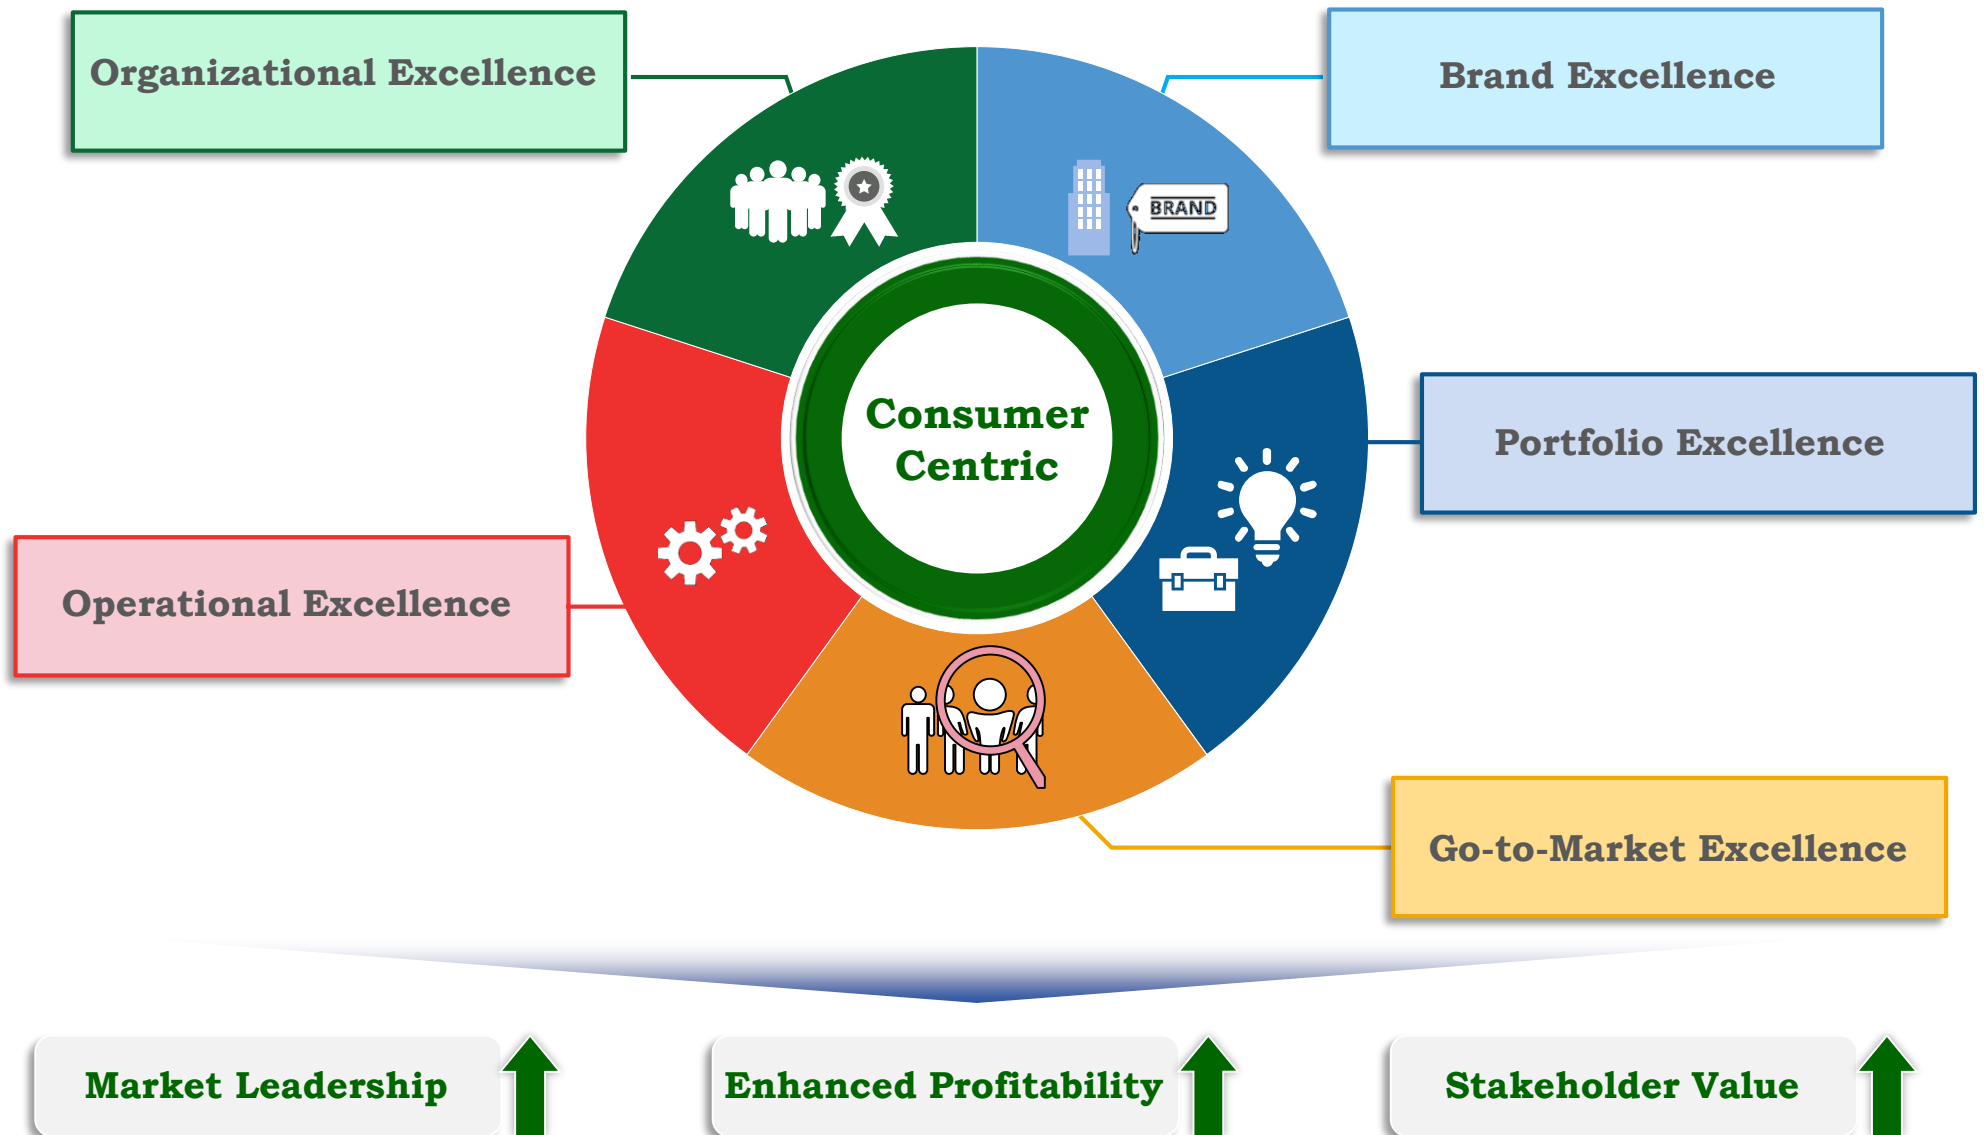 Organizational Excellence
Brand Excellence
BRAND
Consumer
Centric
Portfolio Excellence
Operational Excellence
Go-to-Market Excellence
Market Leadership
Enhanced Profitability
Stakeholder Value